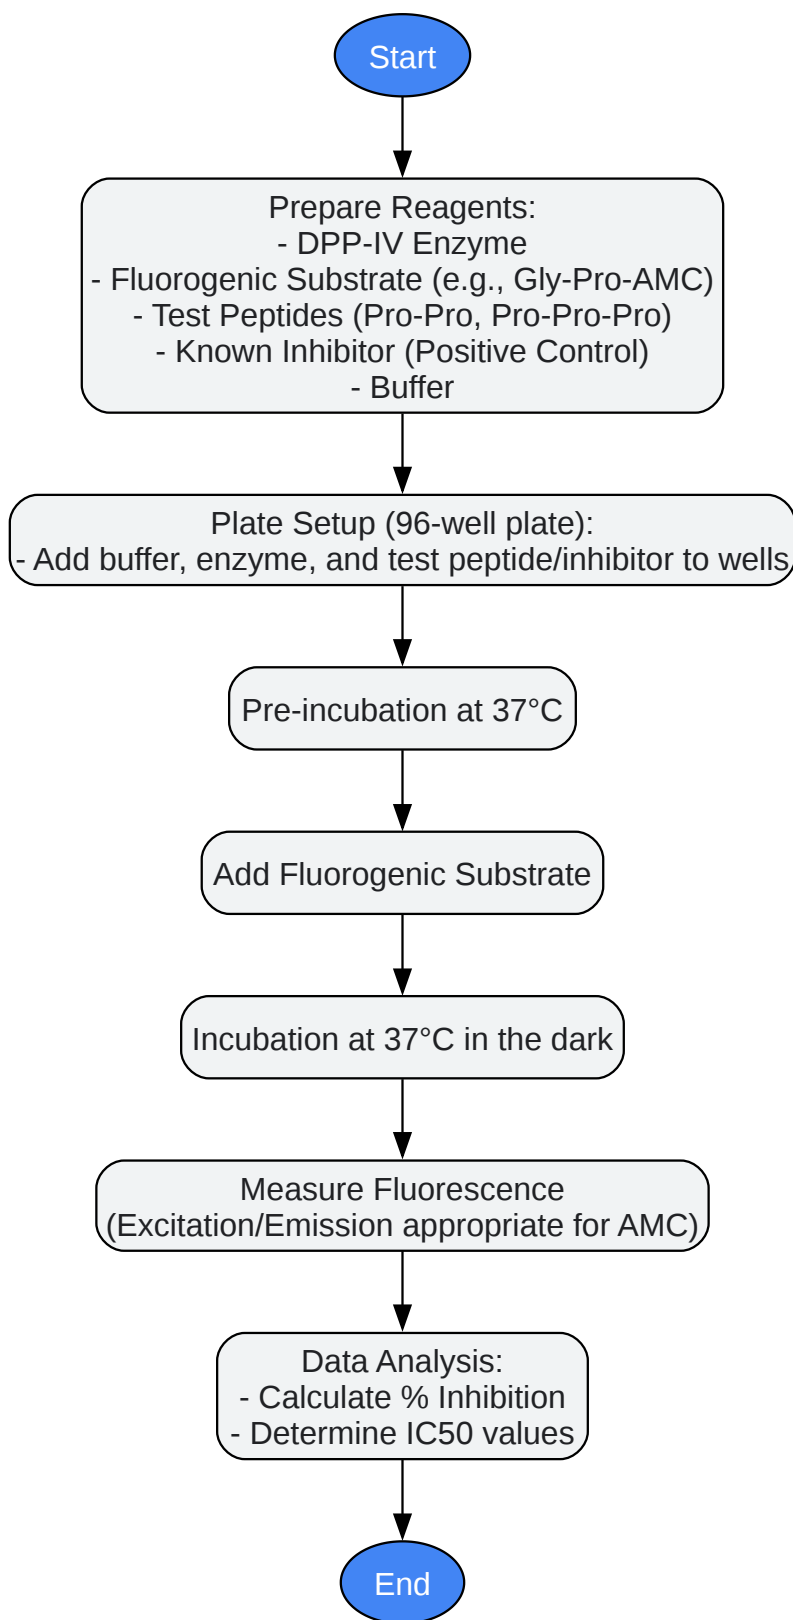 Start
Prepare Reagents:
- DPP-IV Enzyme
- Fluorogenic Substrate (e.g., Gly-Pro-AMC)
- Test Peptides (Pro-Pro, Pro-Pro-Pro)
- Known Inhibitor (Positive Control)
- Buffer
Plate Setup (96-well plate):
- Add buffer, enzyme, and test peptide/inhibitor to wells
Pre-incubation at 37°C
Add Fluorogenic Substrate
Incubation at 37°C in the dark
Measure Fluorescence
(Excitation/Emission appropriate for AMC)
Data Analysis:
- Calculate % Inhibition
- Determine IC50 values
End